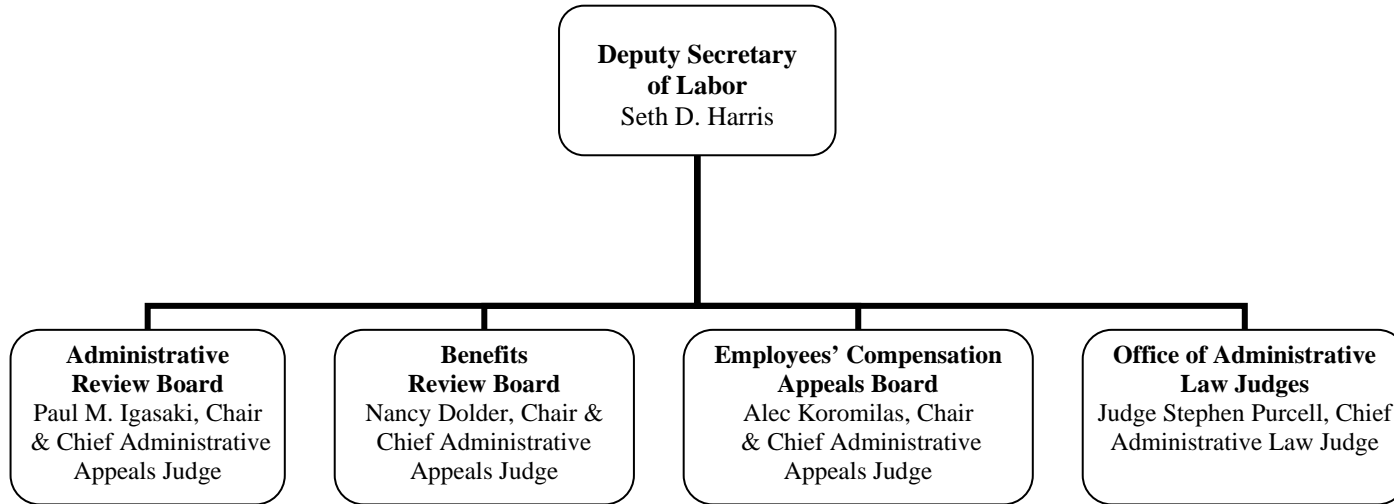 Deputy Secretary
of Labor
Seth D. Harris
Administrative
Review Board
Paul M. Igasaki, Chair
& Chief Administrative
Appeals Judge
Benefits
Review Board
Nancy Dolder, Chair &
Chief Administrative
Appeals Judge
Employees’ Compensation
Appeals Board
Alec Koromilas, Chair
& Chief Administrative
Appeals Judge
Office of Administrative
Law Judges
Judge Stephen Purcell, Chief
Administrative Law Judge